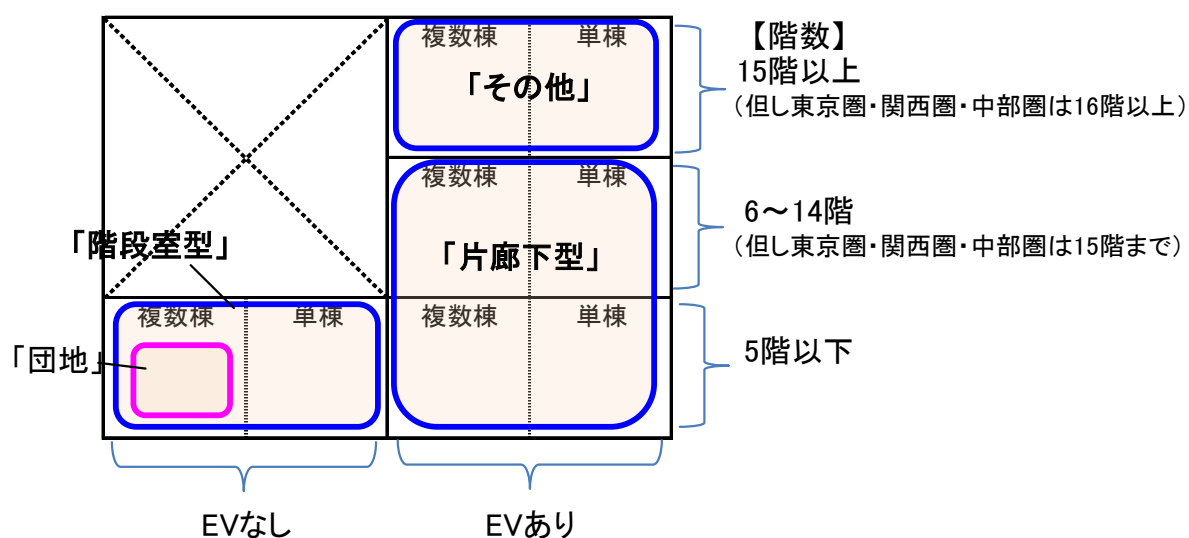 複数棟 単棟
「その他」
【階数】
15階以上
（但し東京圏・関西圏・中部圏は16階以上）
複数棟 単棟
「片廊下型」
6～14階
（但し東京圏・関西圏・中部圏は15階まで）
「階段室型」
複数棟 単棟
複数棟 単棟
「団地」
5階以下
EVなし
EVあり